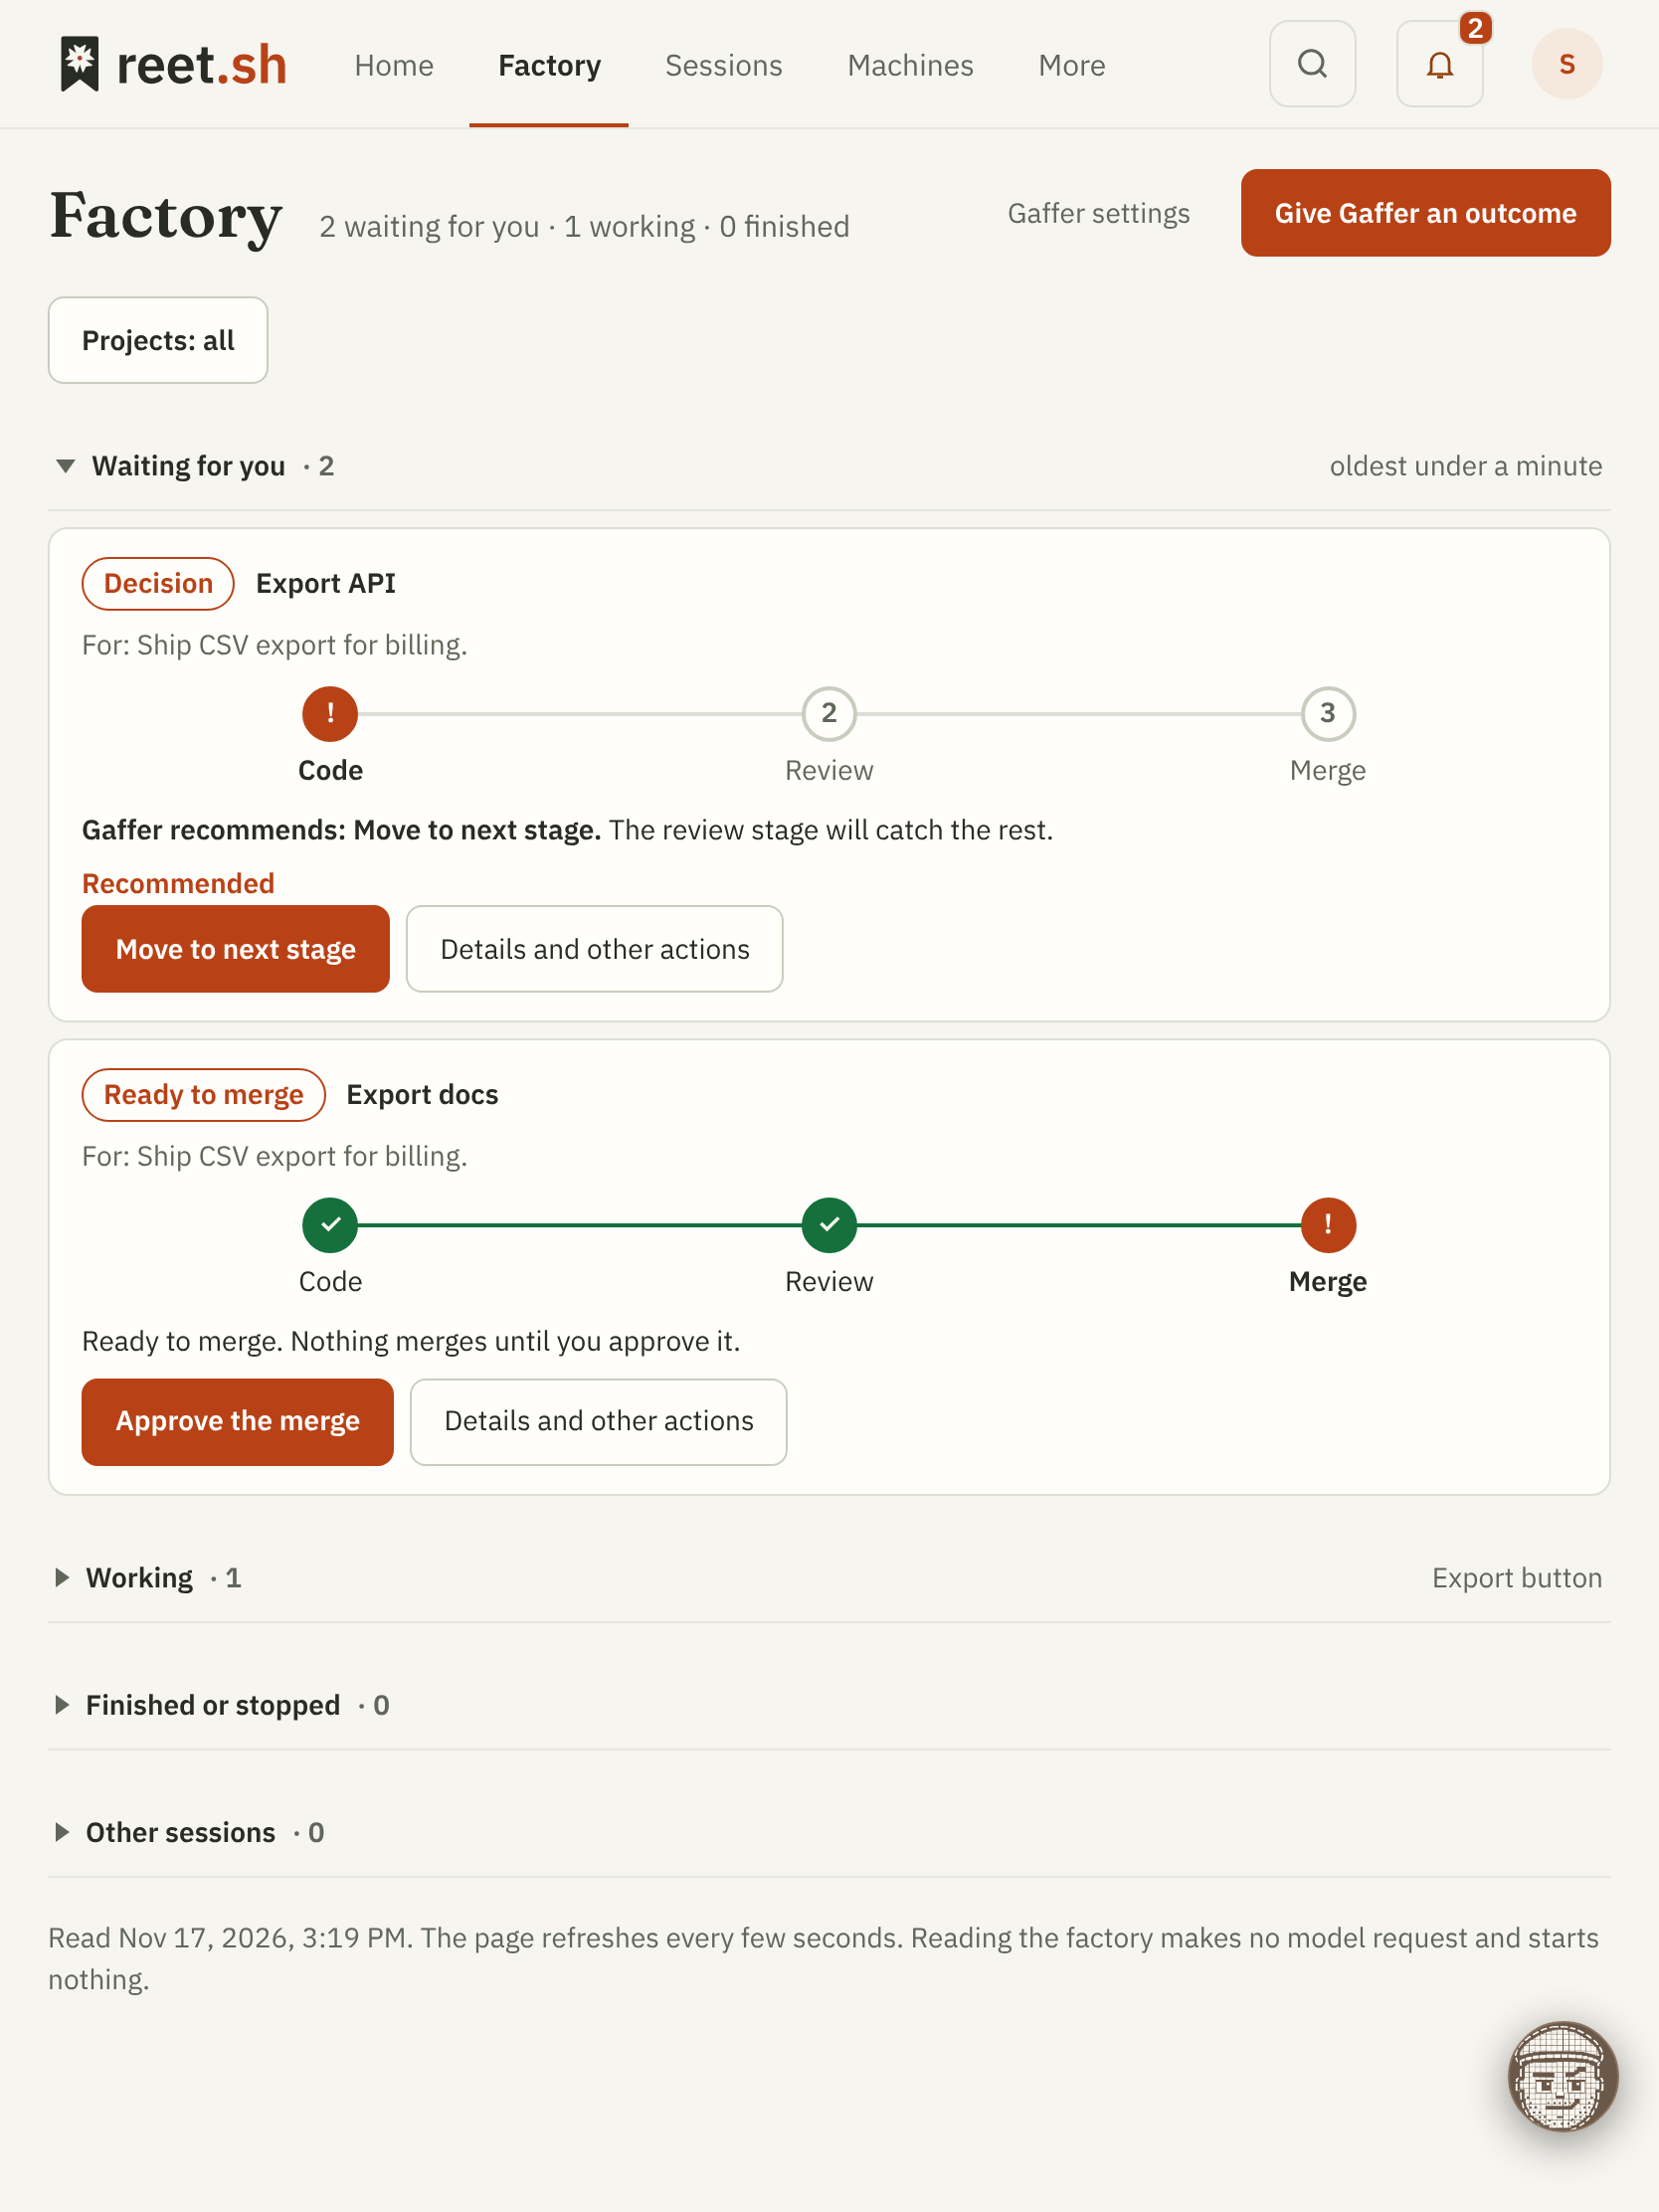 reet.sh Home Factory Sessions Machines More 2 S
Factory 2 waiting for you · 1 working · 0 finished Gaffer settings Give Gaffer an outcome
Projects: all
Waiting for you · 2 oldest under a minute
Decision Export API
For: Ship CSV export for billing.
! 2 3
Code Review Merge
Gaffer recommends: Move to next stage. The review stage will catch the rest.
Recommended
Move to next stage Details and other actions
Ready to merge Export docs
For: Ship CSV export for billing.
!
Code Review Merge
Ready to merge. Nothing merges until you approve it.
Approve the merge Details and other actions
Working · 1 Export button
Finished or stopped · 0
Other sessions · 0
Read Nov 17, 2026, 3:19 PM. The page refreshes every few seconds. Reading the factory makes no model request and starts
nothing.